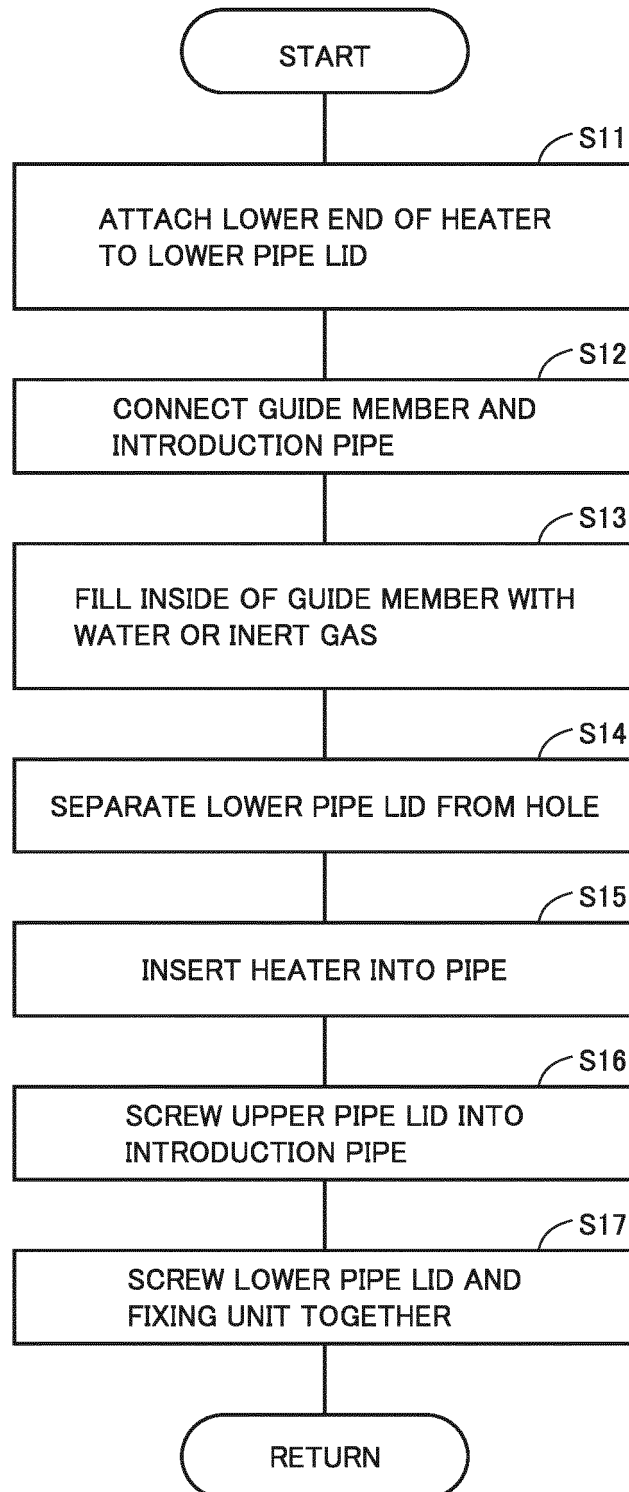 START
S11
ATTACH LOWER END OF HEATER
TO LOWER PIPE LID
S12
CONNECT GUIDE MEMBER AND
INTRODUCTION PIPE
S13
FILL INSIDE OF GUIDE MEMBER WITH
WATER OR INERT GAS
S14
SEPARATE LOWER PIPE LID FROM HOLE
S15
INSERT HEATER INTO PIPE
S16
SCREW UPPER PIPE LID INTO
INTRODUCTION PIPE
S17
SCREW LOWER PIPE LID AND
FIXING UNIT TOGETHER
RETURN